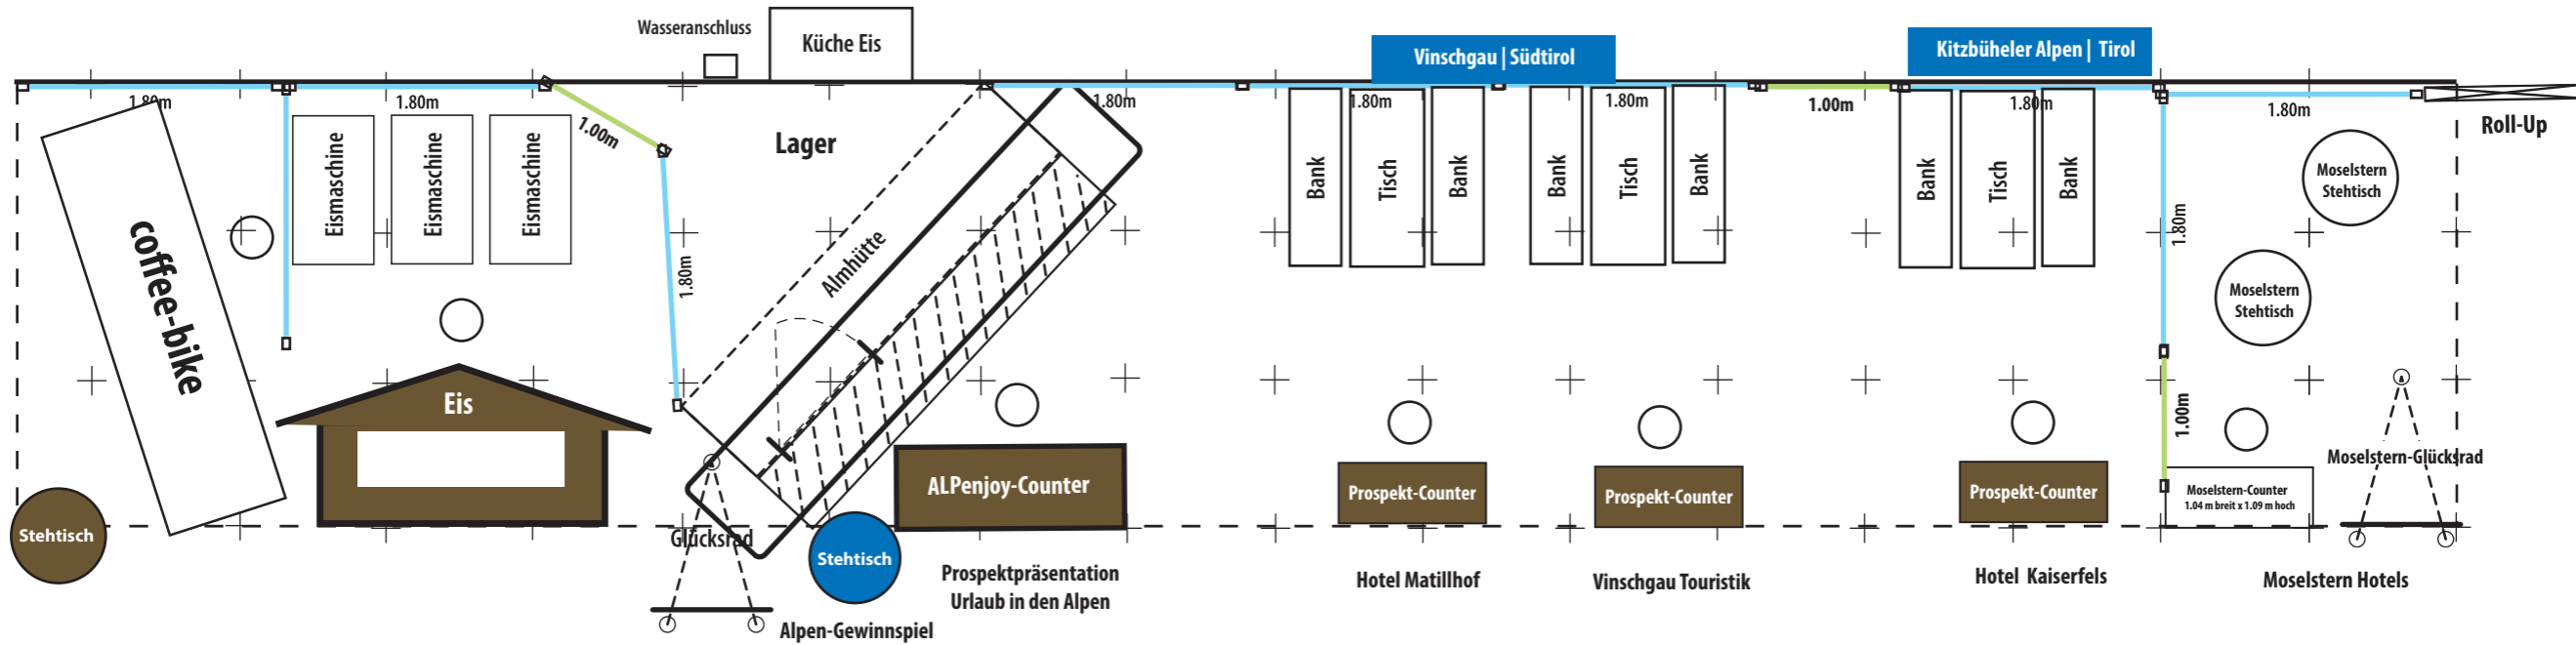 Wasseranschluss
Küche Eis
Vinschgau | Südtirol
Kitzbüheler Alpen | Tirol
1.80m
1.80m
1.00m
Lager
1.80m
1.80m
1.80m
1.00m
1.80m
1.80m
Roll-Up
coffee-bike
Eismaschine
Eismaschine
Eismaschine
1.80m
Almhütte
Bank
Tisch
Bank
Bank
Tisch
Bank
Bank
Tisch
Bank
1.80m
Moselstern
Stehtisch
Moselstern
Stehtisch
Eis
1.00m
Moselstern-Glücksrad
ALPenjoy-Counter
Prospekt-Counter
Prospekt-Counter
Prospekt-Counter
Moselstern-Counter
1.04 m breit x 1.09 m hoch
Stehtisch
Glücksrad
Stehtisch
Prospektpräsentation
Urlaub in den Alpen
Hotel Matillhof
Vinschgau Touristik
Hotel Kaiserfels
Moselstern Hotels
Alpen-Gewinnspiel